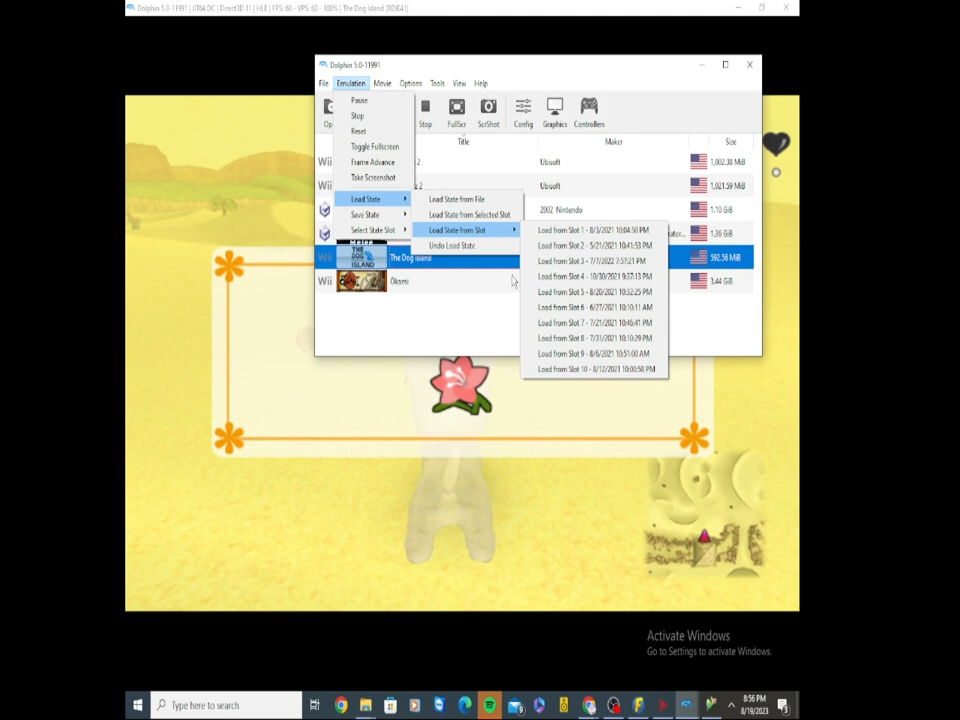 Dolphin 5.0-11991 | JIT64 DC | Direct3D 11 | HLE | FPS: 60 - VPS: 60 - 100% | The Dog Island (RDIE41)
Dolphin 5.0-11991
File Emulation Movie Options Tools View Help
Stop FullScr ScrShot Config Graphics Controllers
Pause
Stop
Reset
Toggle Fullscreen
Frame Advance
Take Screenshot
Load State
Save State
Select State Slot
Load State from File
Load State from Selected Slot
Load State from Slot
Undo Load State
Load from Slot 1 - 8/3/2021 10:04:50 PM
Load from Slot 2 - 5/21/2021 10:41:53 PM
Load from Slot 3 - 7/7/2022 7:57:21 PM
Load from Slot 4 - 10/30/2021 9:37:13 PM
Load from Slot 5 - 8/20/2021 10:32:25 PM
Load from Slot 6 - 6/27/2021 10:10:11 AM
Load from Slot 7 - 7/21/2021 10:46:41 PM
Load from Slot 8 - 7/31/2021 10:10:29 PM
Load from Slot 9 - 8/6/2021 10:51:00 AM
Load from Slot 10 - 8/12/2021 10:00:58 PM
Title Maker Size
Wii 2 Ubisoft 1,002.38 MiB
Wii 2 Ubisoft 1,021.59 MiB
2002 Nintendo 1.10 GiB
1.36 GiB
Wii THE DOG ISLAND The Dog Island 592.56 MiB
Wii Okami 3.44 GiB
Activate Windows
Go to Settings to activate Windows.
Type here to search
8:56 PM
8/19/2023